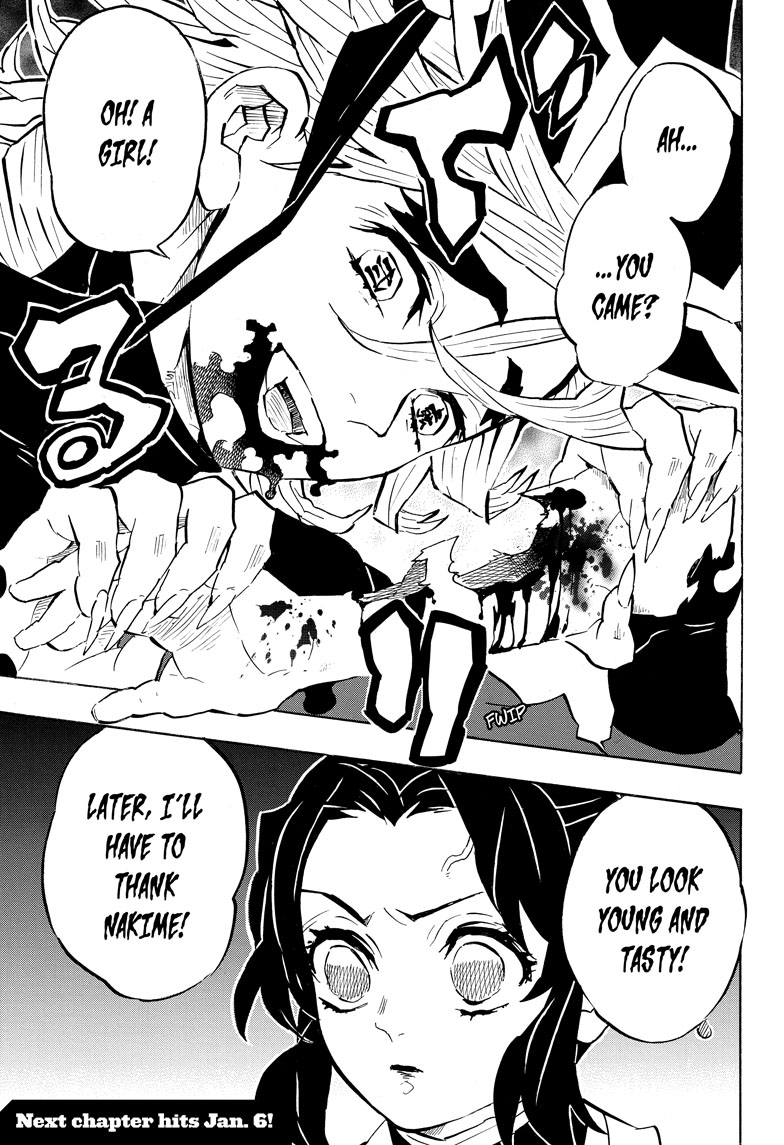 AH...
...YOU
CAME?
OH! A
GIRL!
FWIP
YOU LOOK
YOUNG AND
TASTY!
LATER, I'LL
HAVE TO
THANK
NAKIME!
Next chapter hits Jan. 6!